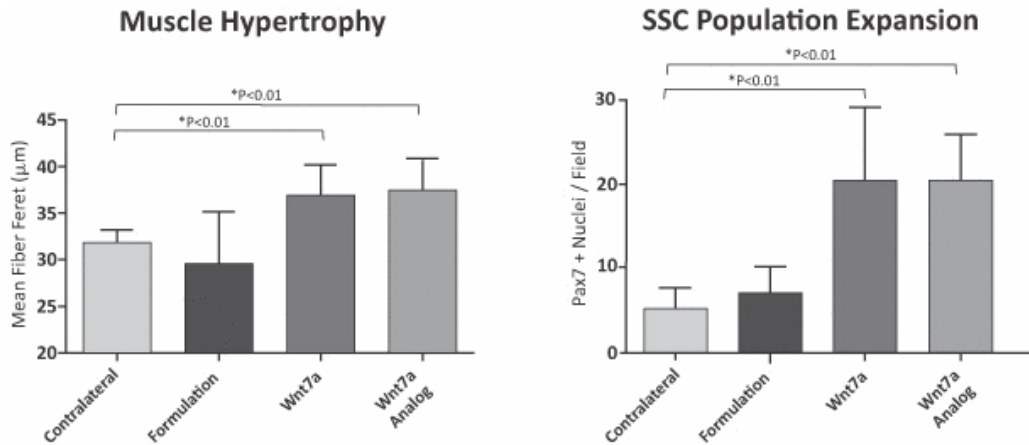 Muscle Hypertrophy
*P<0.01
*P<0.01
Mean Fiber Feret (μm)
45
40
35
30
25
20
Contralateral
Formulation
Wnt7a
Wnt7a
Analog
SSC Population Expansion
*P<0.01
*P<0.01
Pax7 + Nuclei / Field
30
20
10
0
Contralateral
Formulation
Wnt7a
Wnt7a
Analog